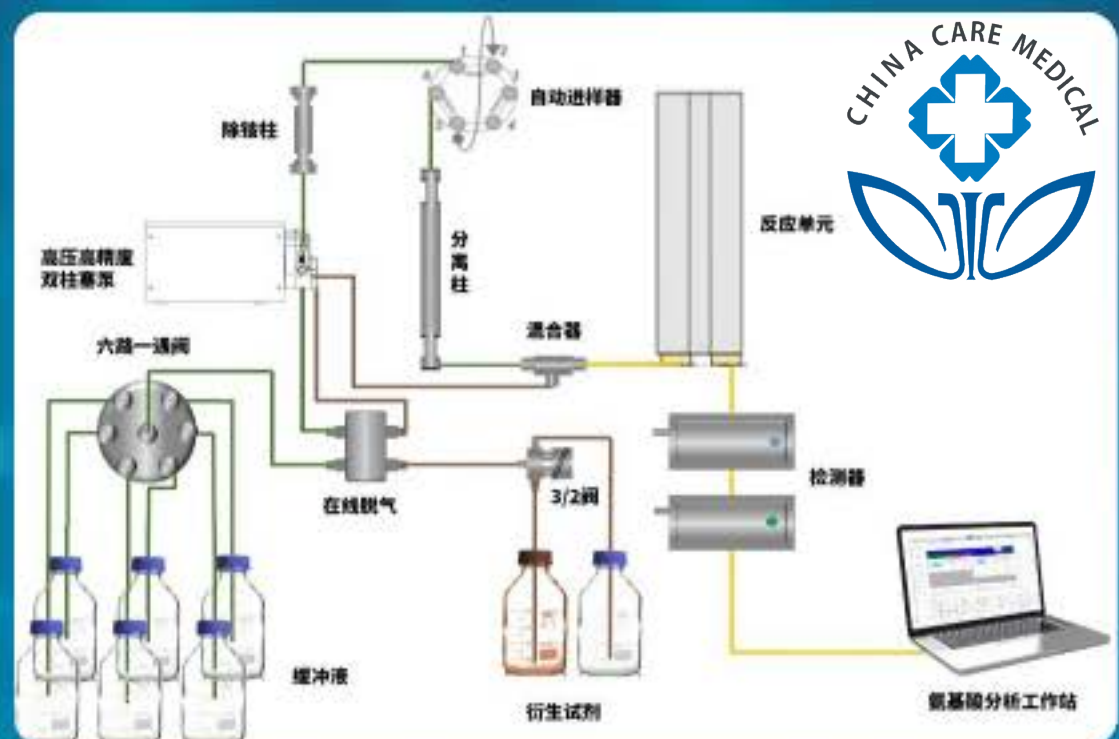 CHINA CARE MEDICAL
自动进样器
除铵柱
反应单元
分离柱
高压高精度
双柱塞泵
混合器
六路一通阀
检测器
3/2阀
在线脱气
缓冲液
衍生试剂
氨基酸分析工作站